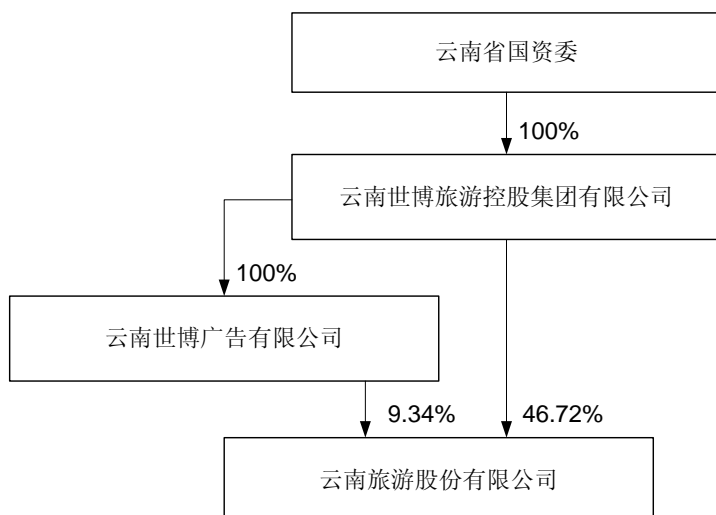 云南省国资委
100%
云南世博旅游控股集团有限公司
100%
云南世博广告有限公司
9.34%
46.72%
云南旅游股份有限公司